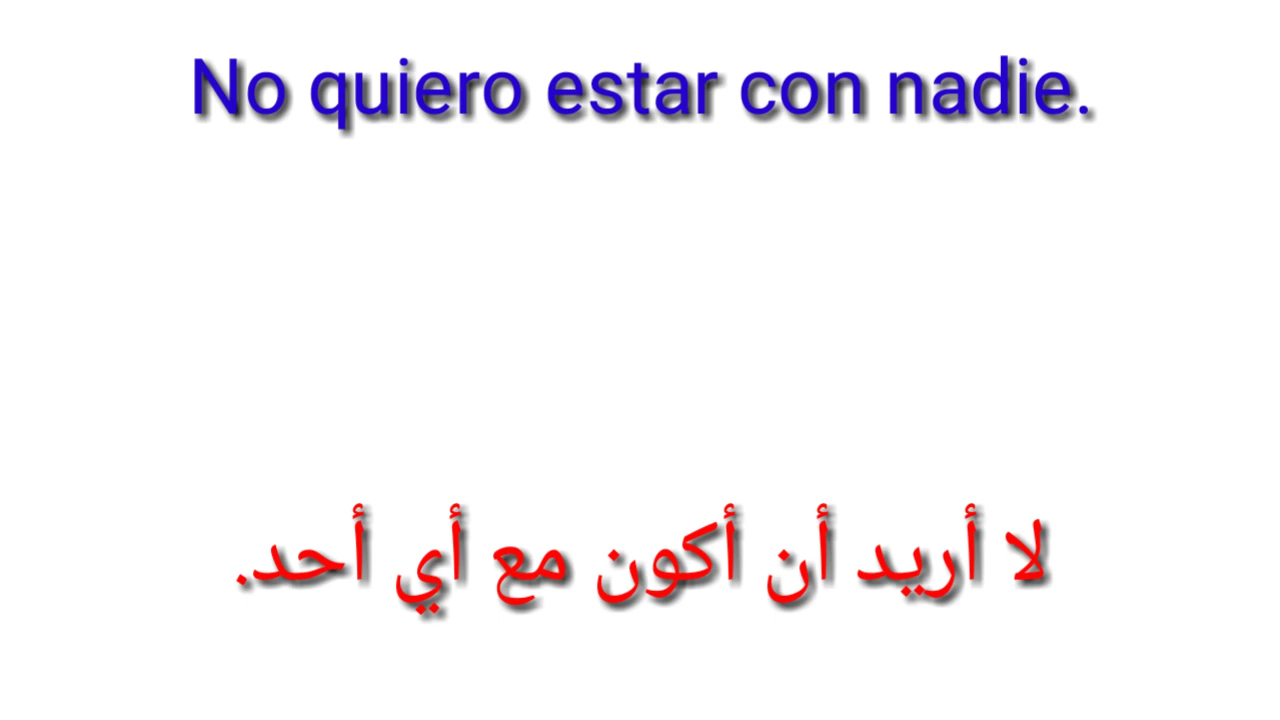 No quiero estar con nadie.
لا أريد أن أكون مع أي أحد.